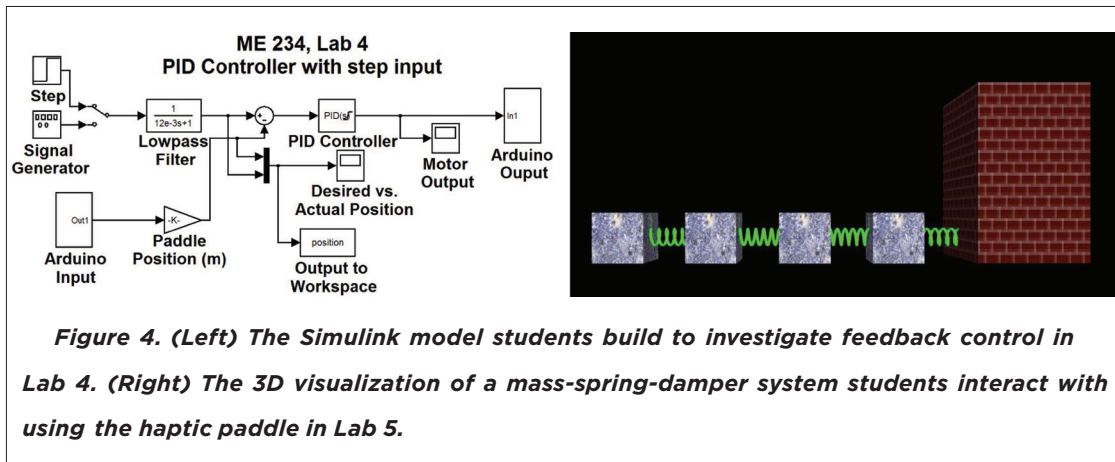 ME 234, Lab 4
PID Controller with step input
Step
Signal
Generator
1
12e-3s+1
Lowpass
Filter
+
-
PID(s)
PID Controller
Motor
Output
In1
Arduino
Ouput
Desired vs.
Actual Position
Out1
Arduino
Input
-K-
Paddle
Position (m)
position
Output to
Workspace
Figure 4. (Left) The Simulink model students build to investigate feedback control in
Lab 4. (Right) The 3D visualization of a mass-spring-damper system students interact with
using the haptic paddle in Lab 5.